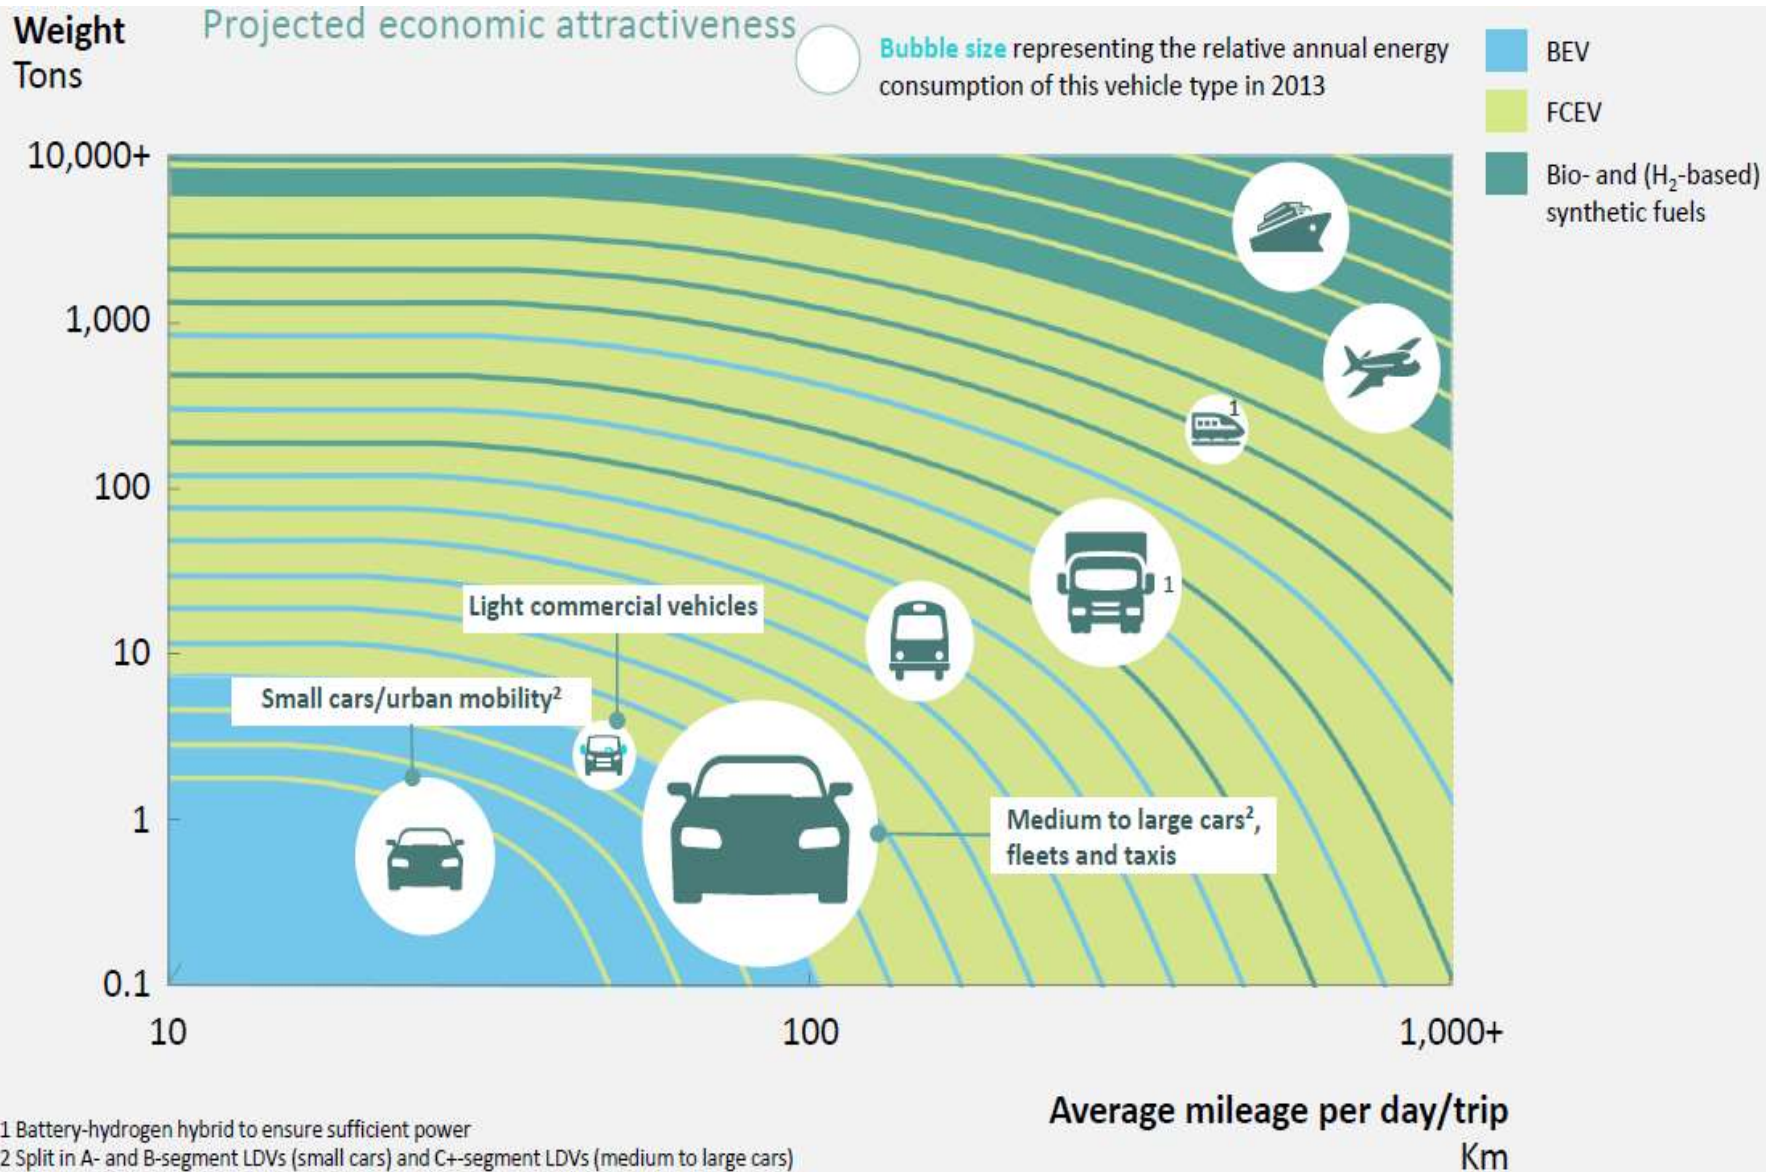 Weight
Tons
Projected economic attractiveness
Bubble size representing the relative annual energy
consumption of this vehicle type in 2013
BEV
FCEV
Bio- and (H₂-based)
synthetic fuels
10,000+
1,000
100
10
1
0.1
1
1
Light commercial vehicles
Small cars/urban mobility²
Medium to large cars²,
fleets and taxis
10
100
1,000+
Average mileage per day/trip
Km
1 Battery-hydrogen hybrid to ensure sufficient power
2 Split in A- and B-segment LDVs (small cars) and C+-segment LDVs (medium to large cars)